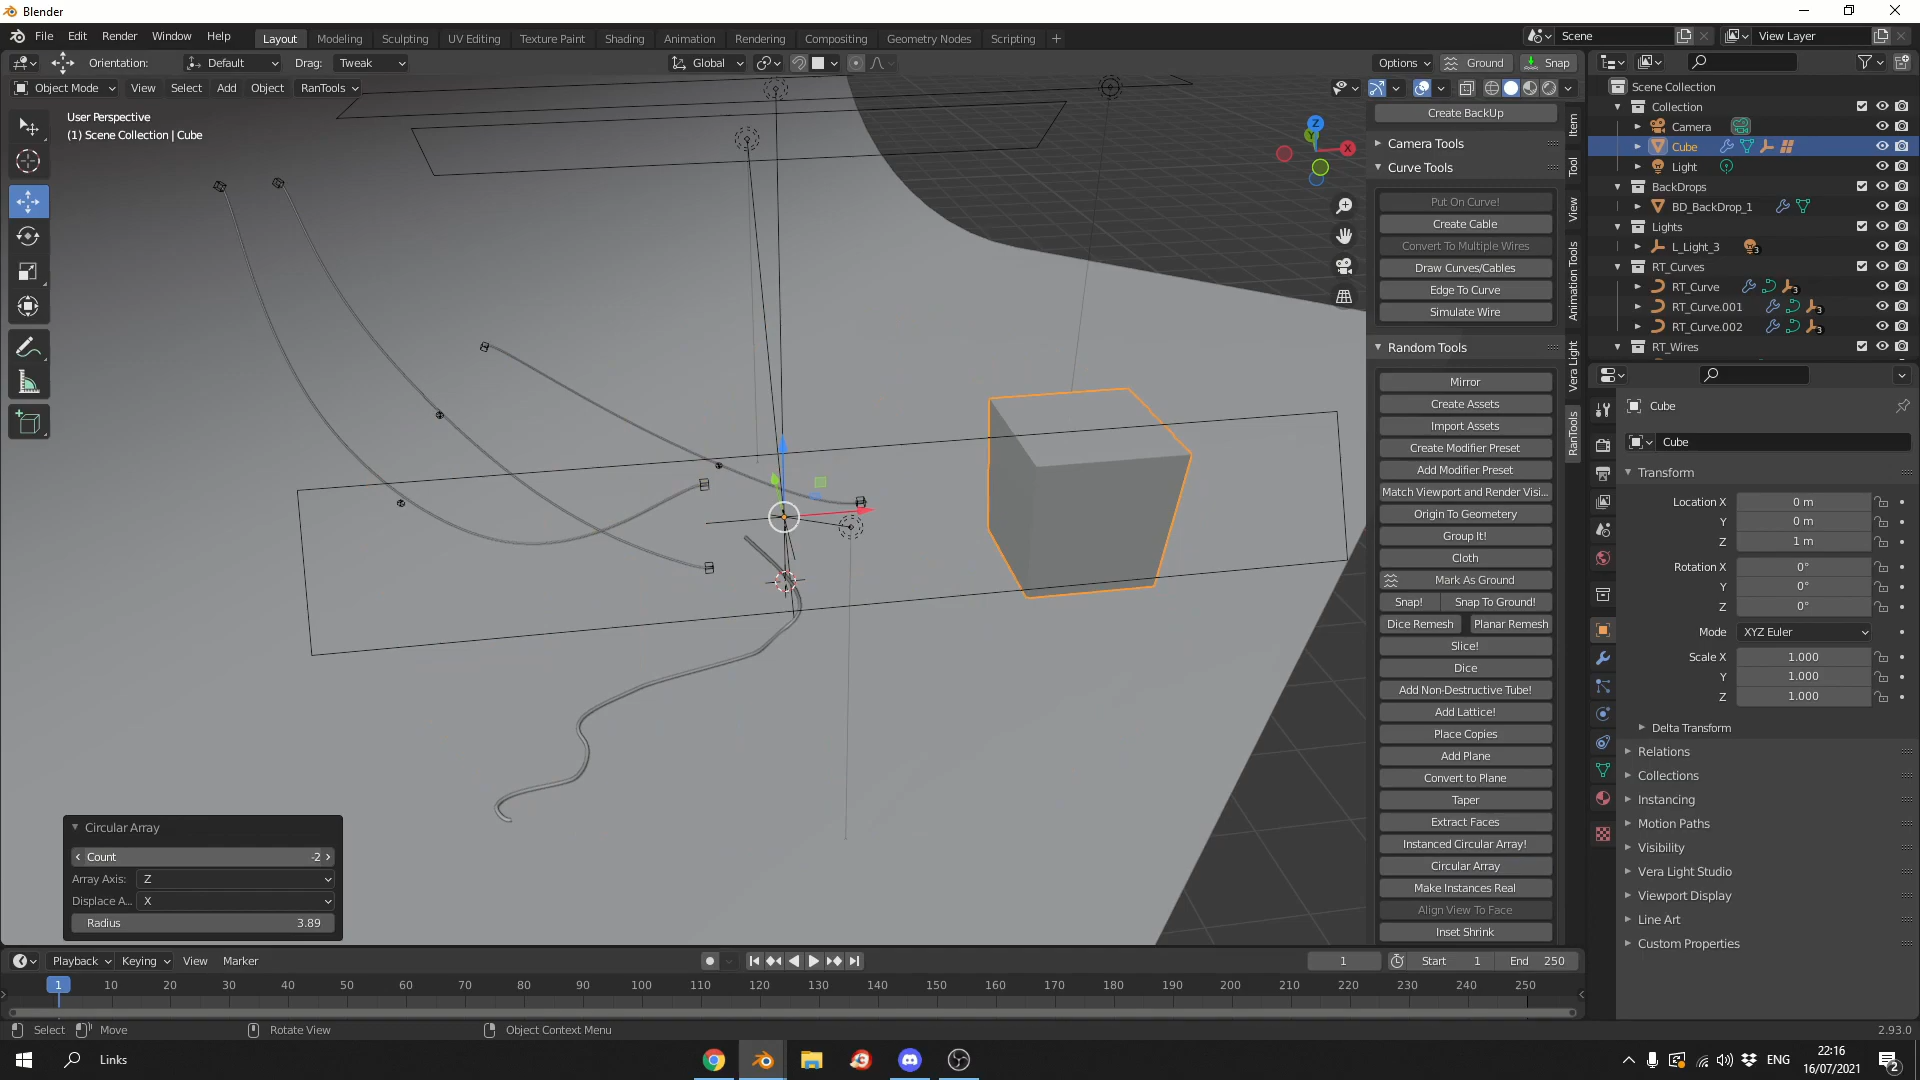 Blender
File Edit Render Window Help
Layout Modeling Sculpting UV Editing Texture Paint Shading Animation Rendering Compositing Geometry Nodes Scripting +
Scene View Layer
Orientation: Default Drag: Tweak Global Options Ground Snap
Object Mode View Select Add Object RanTools
User Perspective
(1) Scene Collection | Cube
Z
Y
X
Item
Tool
View
Animation Tools
Vera Light
RanTools
Create BackUp
Camera Tools
Curve Tools
Put On Curve!
Create Cable
Convert To Multiple Wires
Draw Curves/Cables
Edge To Curve
Simulate Wire
Random Tools
Mirror
Create Assets
Import Assets
Create Modifier Preset
Add Modifier Preset
Match Viewport and Render Visi...
Origin To Geometery
Group It!
Cloth
Mark As Ground
Snap! Snap To Ground!
Dice Remesh Planar Remesh
Slice!
Dice
Add Non-Destructive Tube!
Add Lattice!
Place Copies
Add Plane
Convert to Plane
Taper
Extract Faces
Instanced Circular Array!
Circular Array
Make Instances Real
Align View To Face
Inset Shrink
Scene Collection
Collection
Camera
Cube
Light
BackDrops
BD_BackDrop_1
Lights
L_Light_3 3
RT_Curves
RT_Curve 3
RT_Curve.001 3
RT_Curve.002 3
RT_Wires
Cube
Cube
Transform
Location X 0 m
Y 0 m
Z 1 m
Rotation X 0°
Y 0°
Z 0°
Mode XYZ Euler
Scale X 1.000
Y 1.000
Z 1.000
Delta Transform
Relations
Collections
Instancing
Motion Paths
Visibility
Vera Light Studio
Viewport Display
Line Art
Custom Properties
Circular Array
Count -2
Array Axis: Z
Displace A... X
Radius 3.89
Playback Keying View Marker 1 Start 1 End 250
1 10 20 30 40 50 60 70 80 90 100 110 120 130 140 150 160 170 180 190 200 210 220 230 240 250
Select Move Rotate View Object Context Menu 2.93.0
Links
ENG
22:16
16/07/2021
2